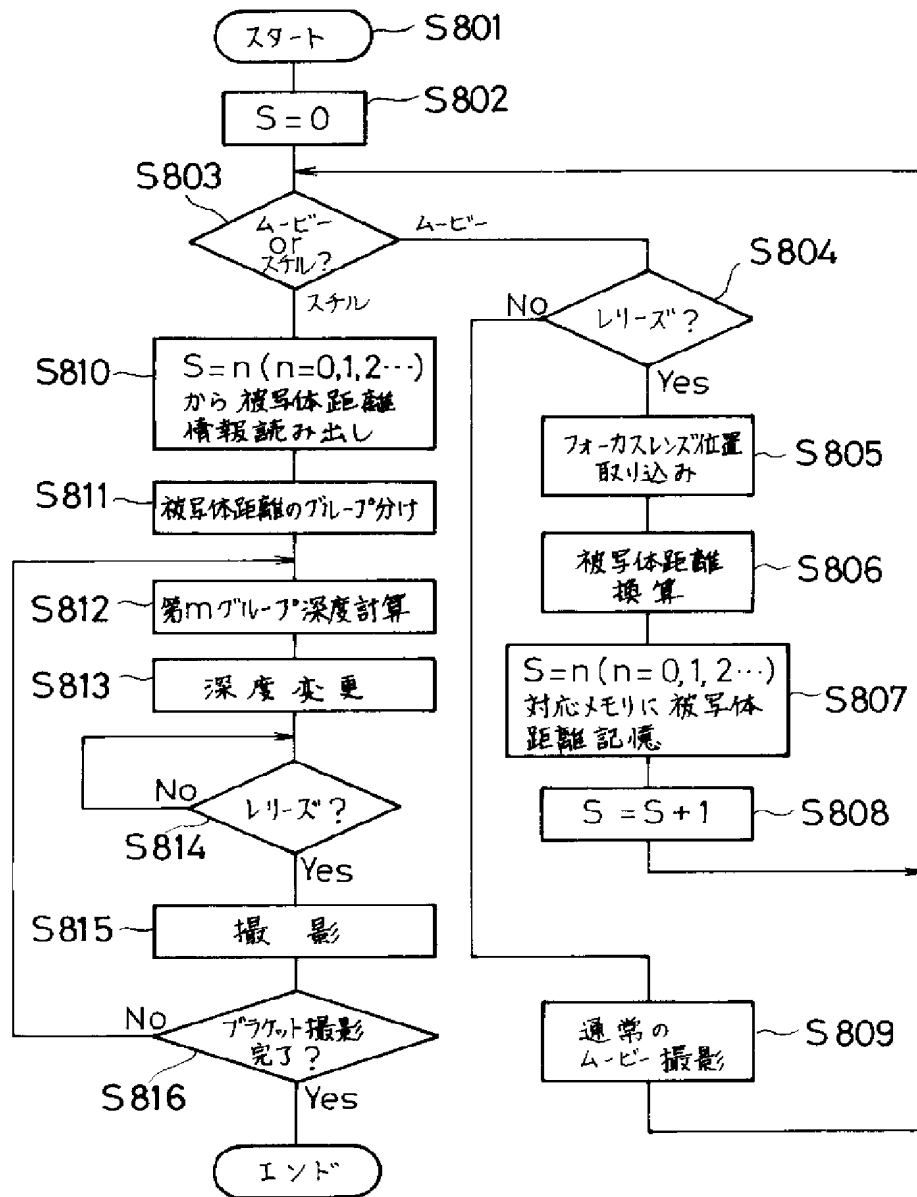 スタート
S801
S=0
S802
S803
ムービー
or
スチル?
ムービー
スチル
S804
レリーズ?
No
Yes
S810
S=n(n=0,1,2…)
から被写体距離
情報読み出し
S805
フォーカスレンズ位置
取り込み
S811
被写体距離のグループ分け
S806
被写体距離
換算
S812
第mグループ深度計算
S813
深度変更
S807
S=n(n=0,1,2…)
対応メモリに被写体
距離記憶
S808
S=S+1
No
レリーズ?
S814
Yes
S815
撮影
No
ブラケット撮影
完了?
S816
Yes
S809
通常の
ムービー撮影
エンド